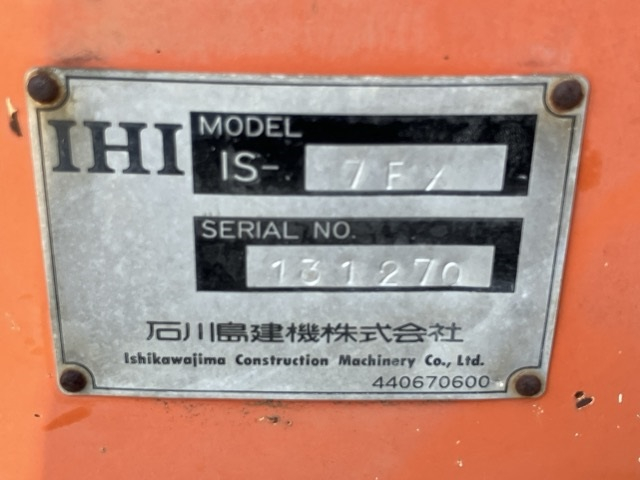 IHI
MODEL
IS- 7FX
SERIAL NO.
131270
石川島建機株式会社
Ishikawajima Construction Machinery Co., Ltd.
440670600